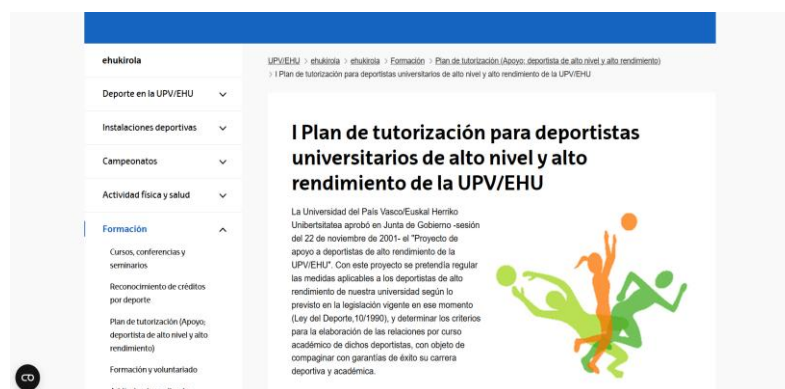 ehukirola
Deporte en la UPV/EHU
Instalaciones deportivas
Campeonatos
Actividad física y salud
Formación
Cursos, conferencias y
seminarios
Reconocimiento de créditos
por deporte
Plan de tutorización (Apoyo;
deportista de alto nivel y alto
rendimiento)
Formación y voluntariado
UPV/EHU > ehukirola > ehukirola > Formación > Plan de tutorización (Apoyo; deportista de alto nivel y alto rendimiento)
> I Plan de tutorización para deportistas universitarios de alto nivel y alto rendimiento de la UPV/EHU
I Plan de tutorización para deportistas
universitarios de alto nivel y alto
rendimiento de la UPV/EHU
La Universidad del País Vasco/Euskal Herriko
Unibertsitatea aprobó en Junta de Gobierno -sesión
del 22 de noviembre de 2001- el "Proyecto de
apoyo a deportistas de alto rendimiento de la
UPV/EHU". Con este proyecto se pretendía regular
las medidas aplicables a los deportistas de alto
rendimiento de nuestra universidad según lo
previsto en la legislación vigente en ese momento
(Ley del Deporte,10/1990), y determinar los criterios
para la elaboración de las relaciones por curso
académico de dichos deportistas, con objeto de
compaginar con garantías de éxito su carrera
deportiva y académica.